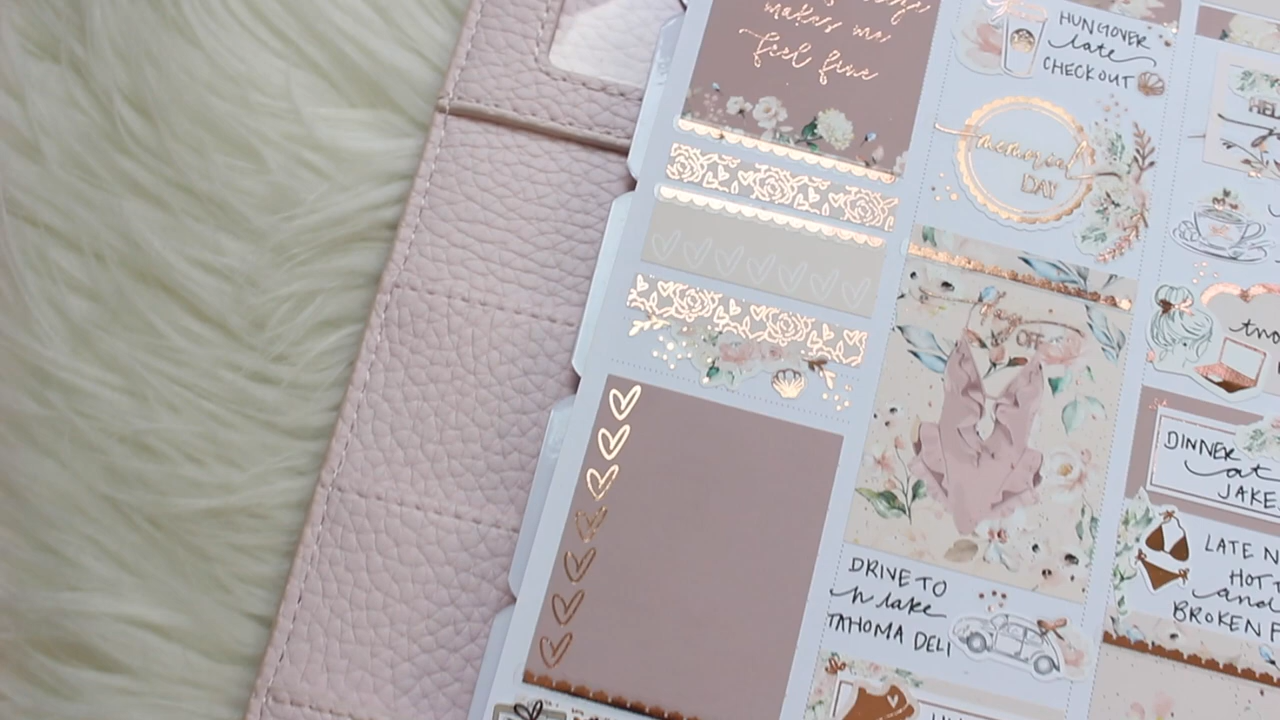 makes me
feel fine
HUNGOVER
late
CHECKOUT
memorial
DAY
days
OFF
DRIVE TO
n lake
TAHOMA DELI
DINNER
at
JAKE
LATE N
HOT T
and
BROKEN F